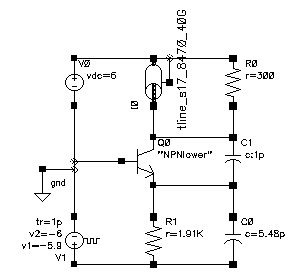 V0
vdc=6
tline_s17_8470_40G
I0
R0
r=300
Q0
"NPNlower"
C1
c:1p
gnd
tr=1p
v2=-6
v1=-5.9
V1
R1
r=1.91K
C0
c=5.48p